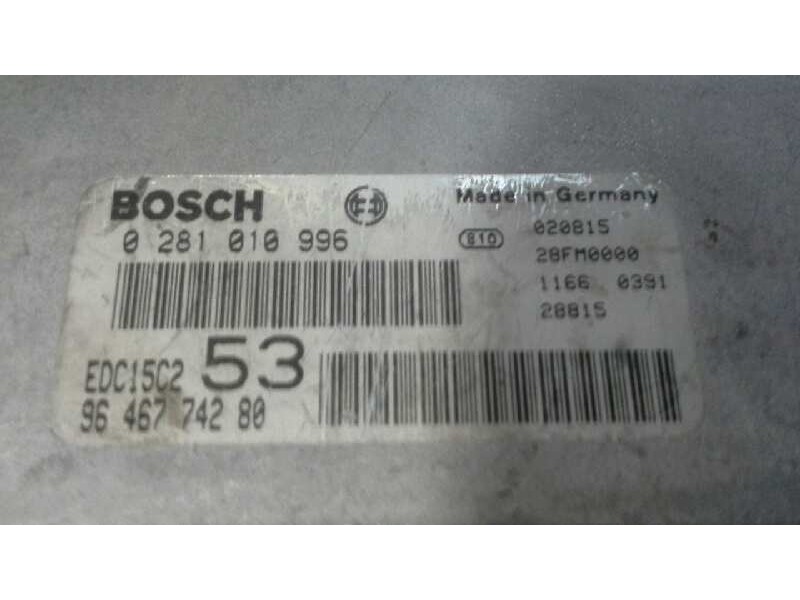 BOSCH
Made in Germany
0 281 010 996
810
020815
28FM0000
1166 0391
28815
EDC15C2 53
96 467 742 80